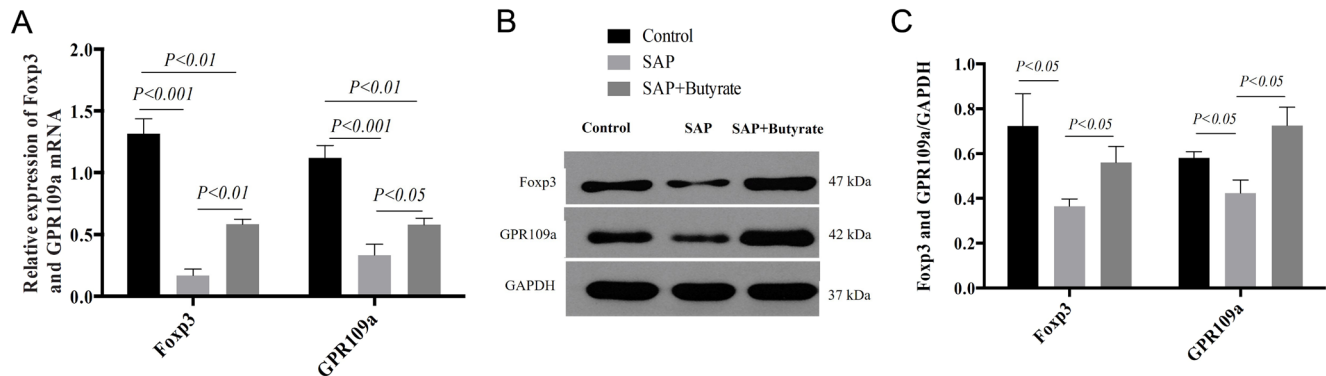 A
Relative expression of Foxp3
and GPR109a mRNA
2.0
1.5
1.0
0.5
0.0
P<0.01
P<0.001
P<0.01
P<0.01
P<0.001
P<0.05
Foxp3
GPR109a
B
Control
SAP
SAP+Butyrate
Control SAP SAP+Butyrate
Foxp3 47 kDa
GPR109a 42 kDa
GAPDH 37 kDa
C
Foxp3 and GPR109a/GAPDH
1.0
0.8
0.6
0.4
0.2
0.0
P<0.05
P<0.05
P<0.05
P<0.05
Foxp3
GPR109a